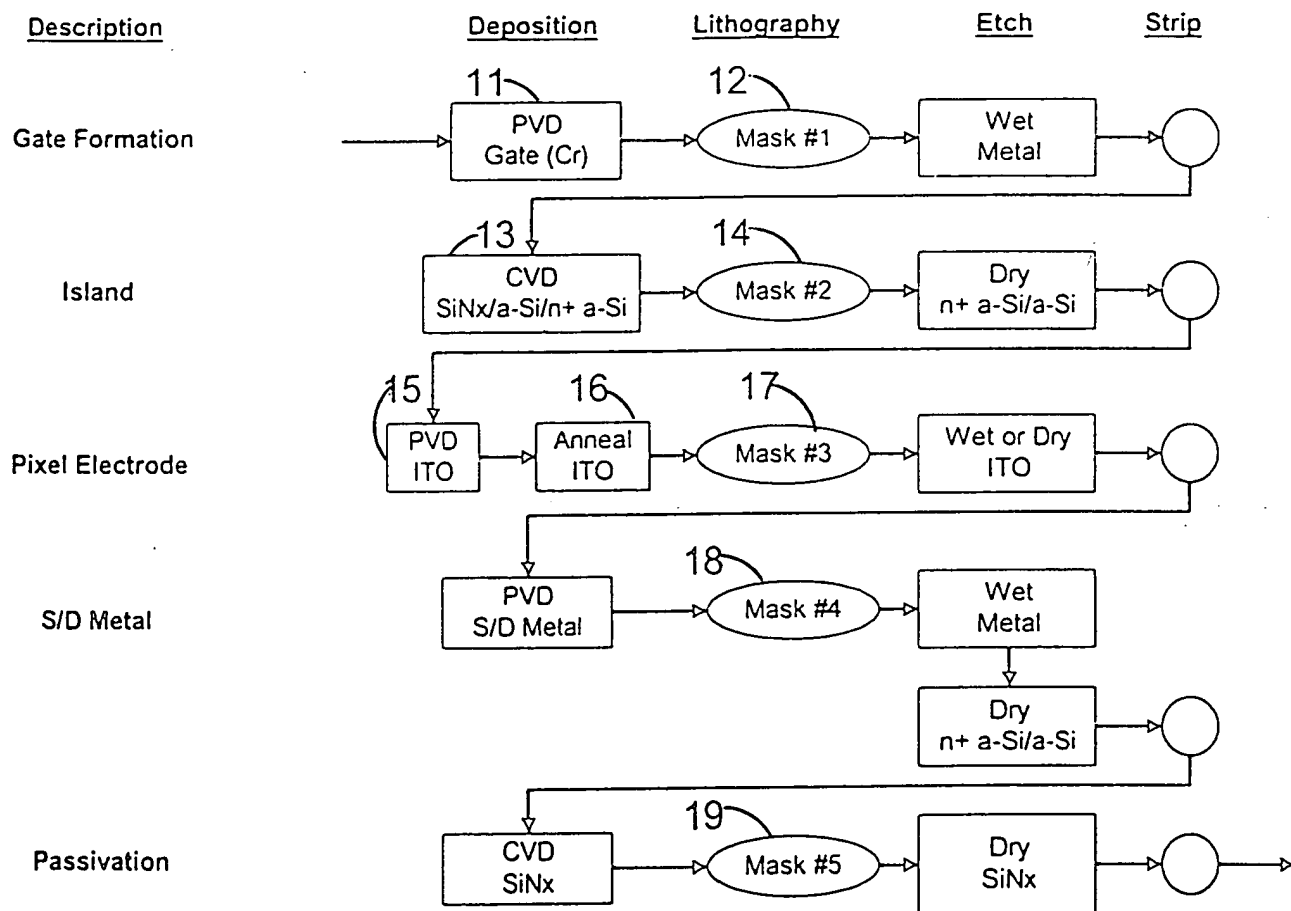 Description Deposition Lithography Etch Strip
11 12
Gate Formation
PVD
Gate (Cr)
Mask #1
Wet
Metal
13 14
Island
CVD
SiNx/a-Si/n+ a-Si
Mask #2
Dry
n+ a-Si/a-Si
15 16 17
Pixel Electrode
PVD
ITO
Anneal
ITO
Mask #3
Wet or Dry
ITO
18
S/D Metal
PVD
S/D Metal
Mask #4
Wet
Metal
Dry
n+ a-Si/a-Si
19
Passivation
CVD
SiNx
Mask #5
Dry
SiNx